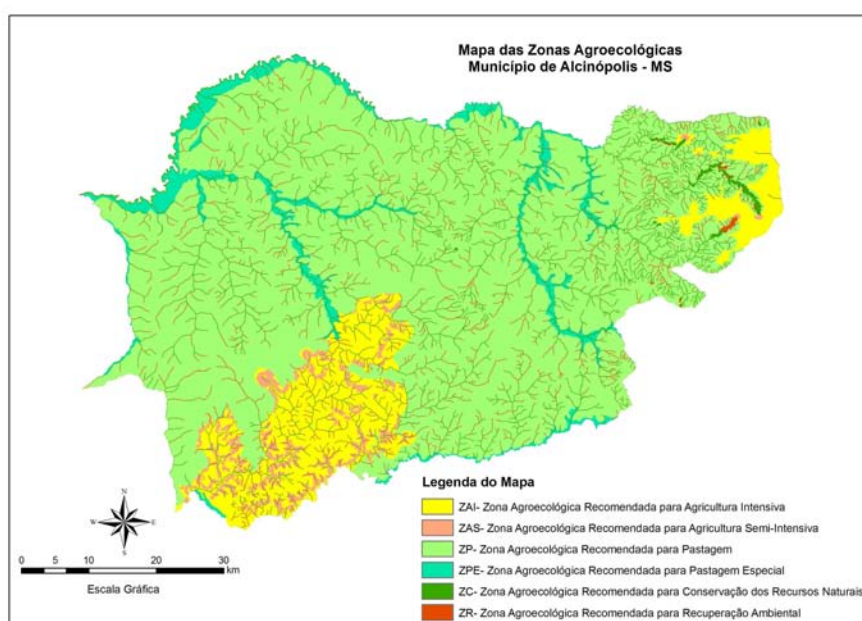 Mapa das Zonas Agroecológicas
Município de Alcinópolis - MS
N
W
E
S
0
10
20
30
km
Escala Gráfica
Legenda do Mapa
ZAI- Zona Agroecológica Recomendada para Agricultura Intensiva
ZAS- Zona Agroecológica Recomendada para Agricultura Semi-Intensiva
ZP- Zona Agroecológica Recomendada para Pastagem
ZPE- Zona Agroecológica Recomendada para Pastagem Especial
ZC- Zona Agroecológica Recomendada para Conservação dos Recursos Naturais
ZR- Zona Agroecológica Recomendada para Recuperação Ambiental